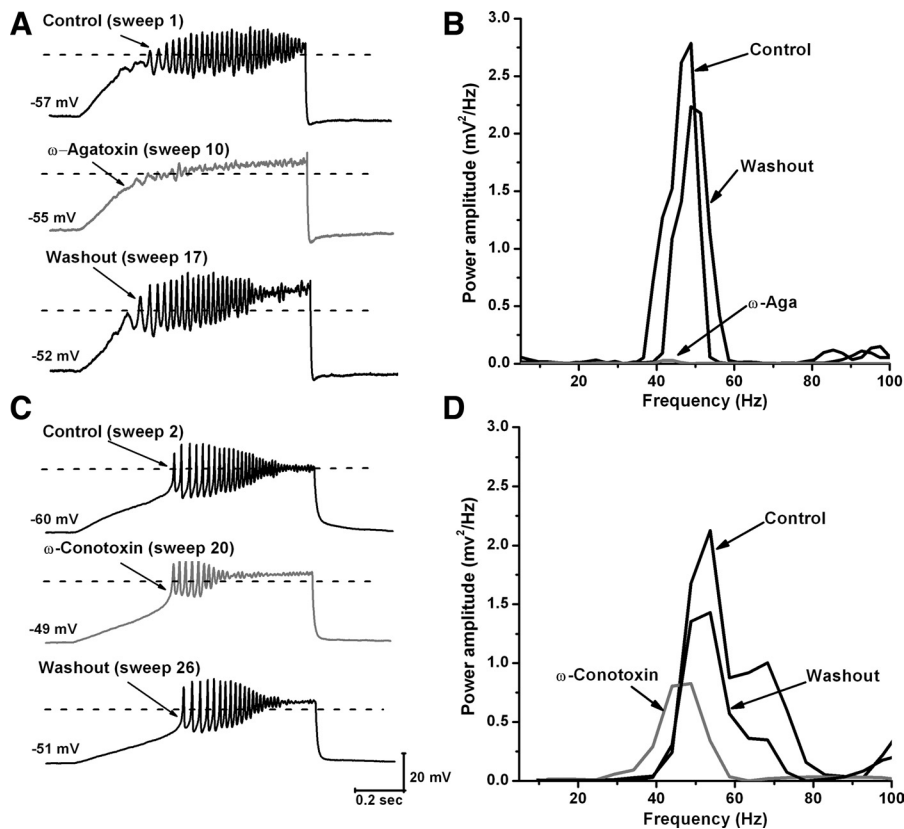 A
Control (sweep 1)
-57 mV
ω-Agatoxin (sweep 10)
-55 mV
Washout (sweep 17)
-52 mV
B
Power amplitude (mV²/Hz)
3.0
2.5
2.0
1.5
1.0
0.5
0.0
Control
Washout
ω-Aga
20 40 60 80 100
Frequency (Hz)
C
Control (sweep 2)
-60 mV
ω-Conotoxin (sweep 20)
-49 mV
Washout (sweep 26)
-51 mV
20 mV
0.2 sec
D
Power amplitude (mv²/Hz)
3.0
2.5
2.0
1.5
1.0
0.5
0.0
Control
ω-Conotoxin
Washout
20 40 60 80 100
Frequency (Hz)